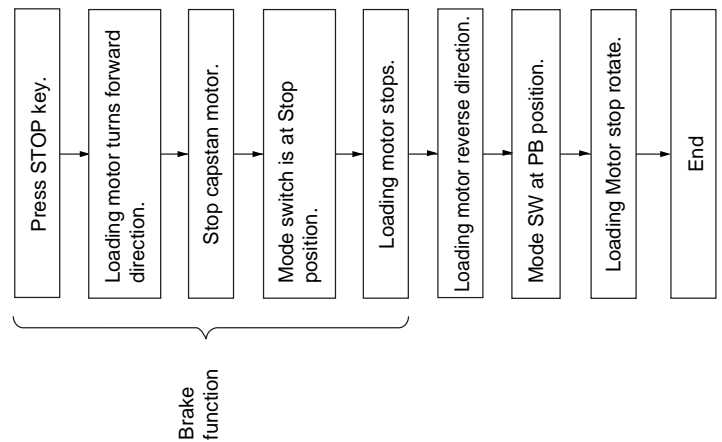 Press STOP key.
Loading motor turns forward
direction.
Stop capstan motor.
Mode switch is at Stop
position.
Loading motor stops.
Loading motor reverse direction.
Mode SW at PB position.
Loading Motor stop rotate.
End
Brake
function